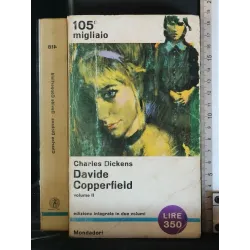 105°
migliaio
Charles Dickens
Davide
Copperfield
volume II
edizione integrale in due volumi
LIRE
350
Mondadori